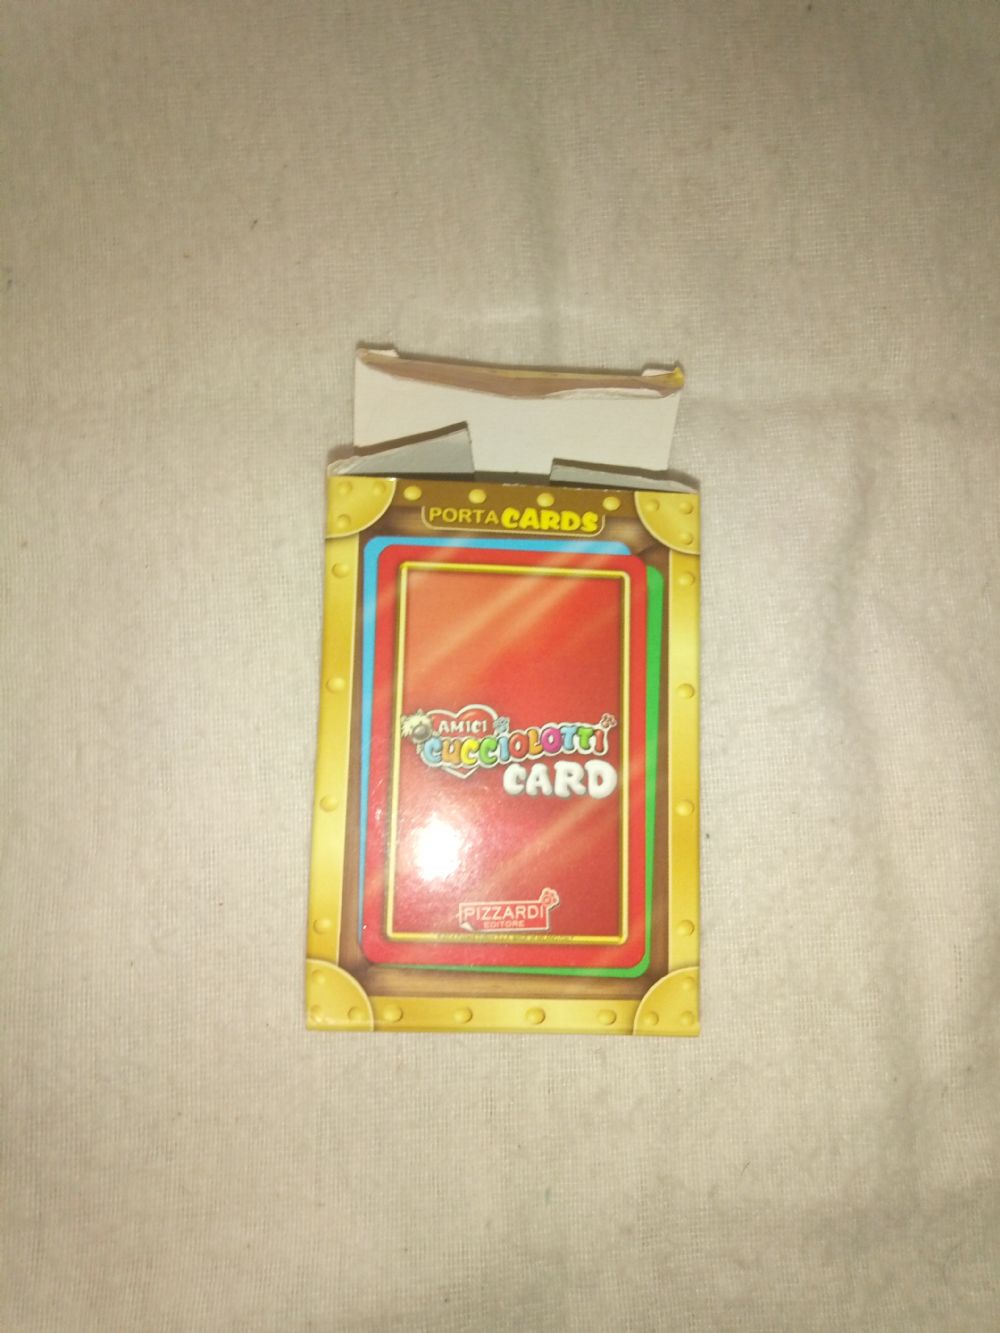 PORTA CARDS
AMICI
CUCCIOLOTTI
CARD
PIZZARDI
EDITORE